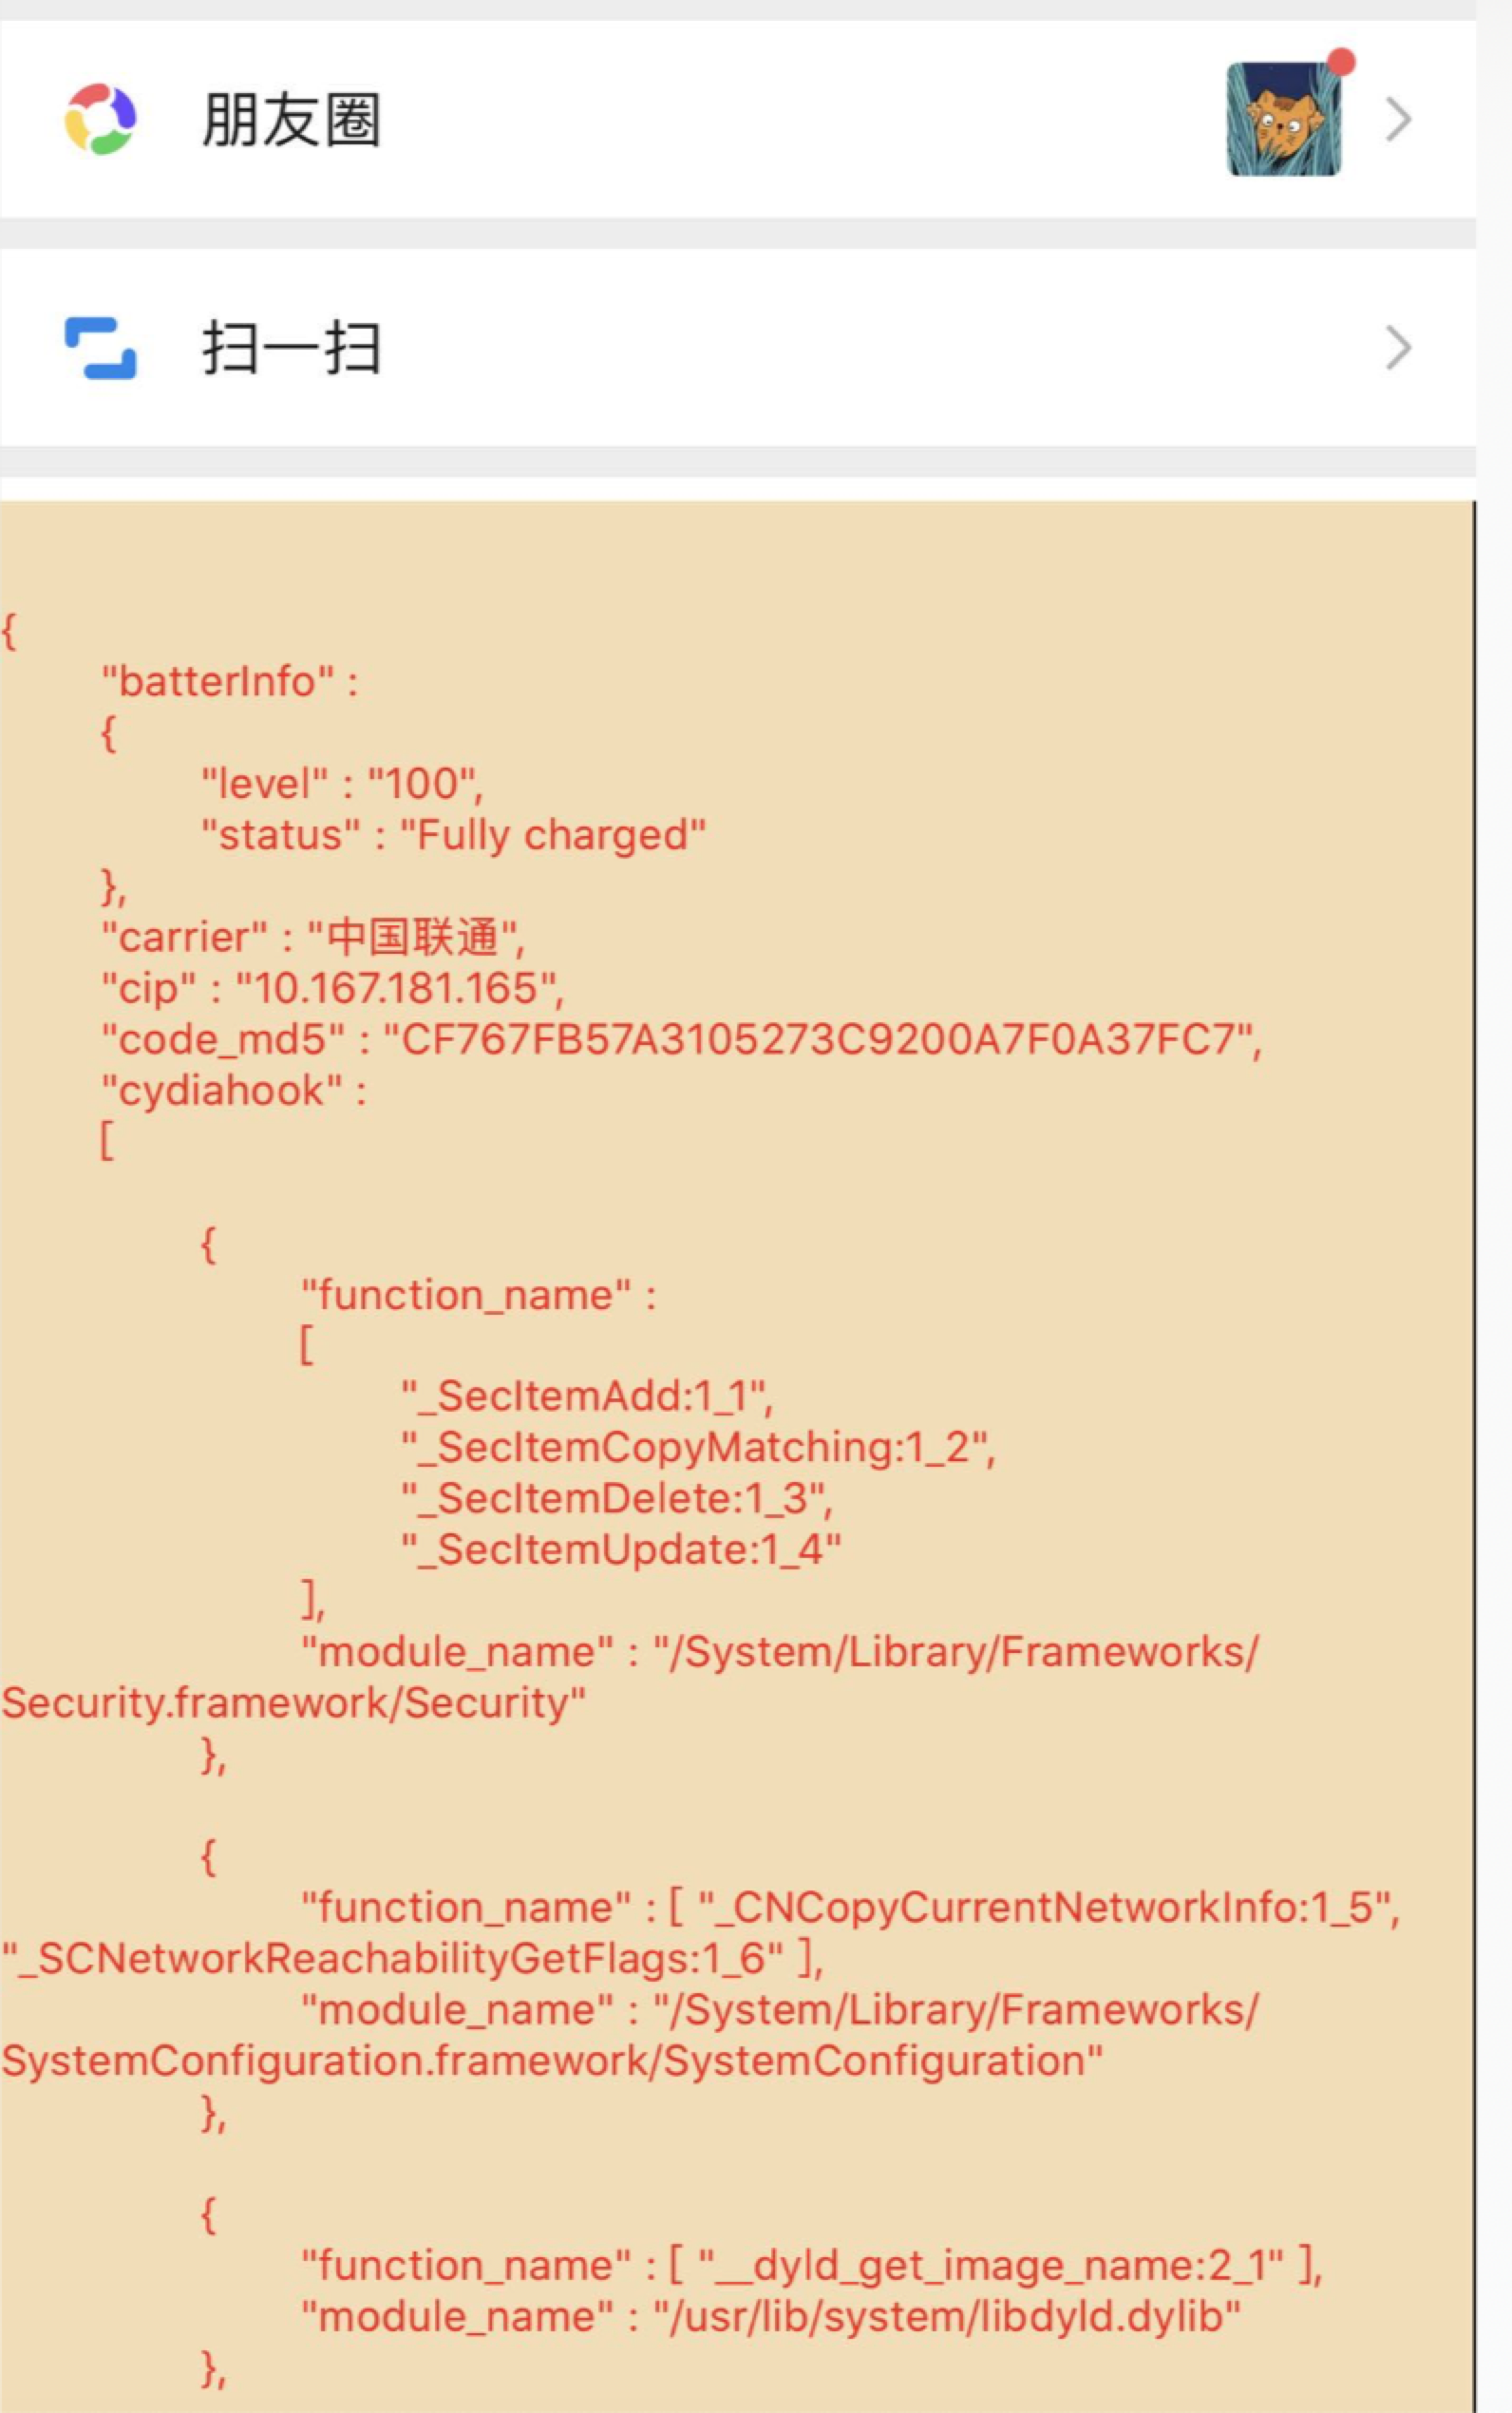 朋友圈
扫一扫
{
"batterInfo" :
{
"level" : "100",
"status" : "Fully charged"
},
"carrier" : "中国联通",
"cip" : "10.167.181.165",
"code_md5" : "CF767FB57A3105273C9200A7F0A37FC7",
"cydiahook" :
[
{
"function_name" :
[
"_SecItemAdd:1_1",
"_SecItemCopyMatching:1_2",
"_SecItemDelete:1_3",
"_SecItemUpdate:1_4"
],
"module_name" : "/System/Library/Frameworks/
Security.framework/Security"
},
{
"function_name" : [ "_CNCopyCurrentNetworkInfo:1_5",
"_SCNetworkReachabilityGetFlags:1_6" ],
"module_name" : "/System/Library/Frameworks/
SystemConfiguration.framework/SystemConfiguration"
},
{
"function_name" : [ "__dyld_get_image_name:2_1" ],
"module_name" : "/usr/lib/system/libdyld.dylib"
},